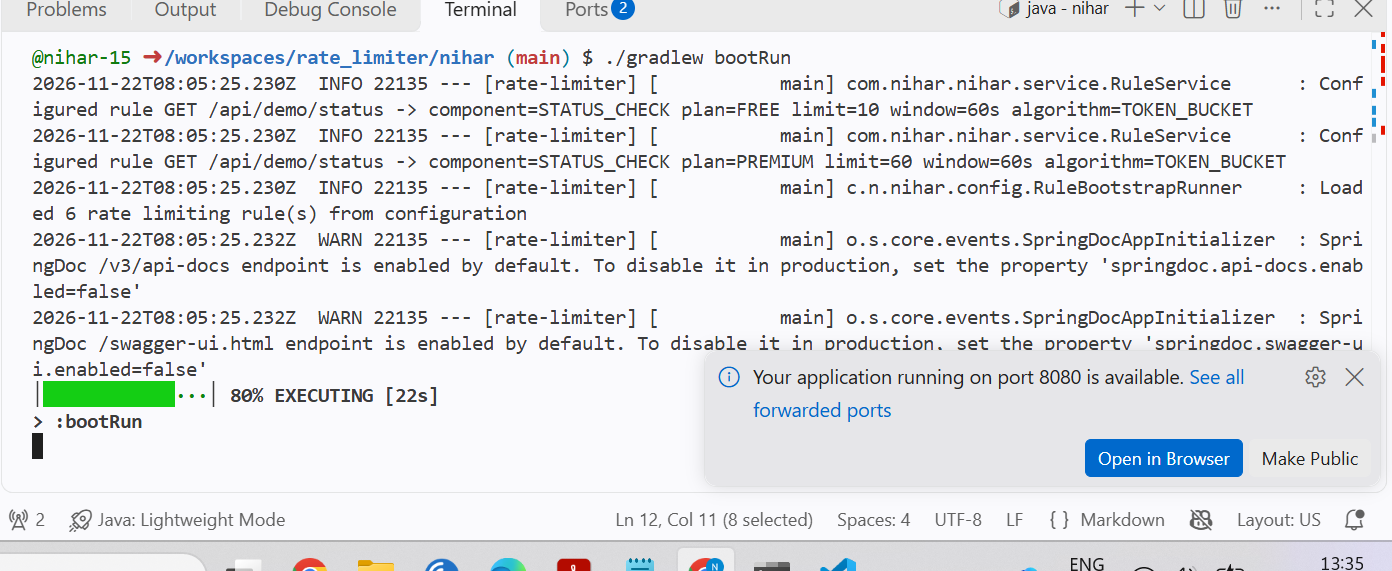 Problems Output Debug Console Terminal Ports 2 java - nihar
@nihar-15 ➜/workspaces/rate_limiter/nihar (main) $ ./gradlew bootRun
2026-11-22T08:05:25.230Z  INFO 22135 --- [rate-limiter] [           main] com.nihar.nihar.service.RuleService      : Conf
igured rule GET /api/demo/status -> component=STATUS_CHECK plan=FREE limit=10 window=60s algorithm=TOKEN_BUCKET
2026-11-22T08:05:25.230Z  INFO 22135 --- [rate-limiter] [           main] com.nihar.nihar.service.RuleService      : Conf
igured rule GET /api/demo/status -> component=STATUS_CHECK plan=PREMIUM limit=60 window=60s algorithm=TOKEN_BUCKET
2026-11-22T08:05:25.230Z  INFO 22135 --- [rate-limiter] [           main] c.n.nihar.config.RuleBootstrapRunner     : Load
ed 6 rate limiting rule(s) from configuration
2026-11-22T08:05:25.232Z  WARN 22135 --- [rate-limiter] [           main] o.s.core.events.SpringDocAppInitializer  : Spri
ngDoc /v3/api-docs endpoint is enabled by default. To disable it in production, set the property 'springdoc.api-docs.enab
led=false'
2026-11-22T08:05:25.232Z  WARN 22135 --- [rate-limiter] [           main] o.s.core.events.SpringDocAppInitializer  : Spri
ngDoc /swagger-ui.html endpoint is enabled by default. To disable it in production, set the property 'springdoc.swagger-u
i.enabled=false'
80% EXECUTING [22s]
> :bootRun
Your application running on port 8080 is available. See all
forwarded ports
Open in Browser Make Public
2 Java: Lightweight Mode Ln 12, Col 11 (8 selected) Spaces: 4 UTF-8 LF { } Markdown Layout: US
N ENG 13:35